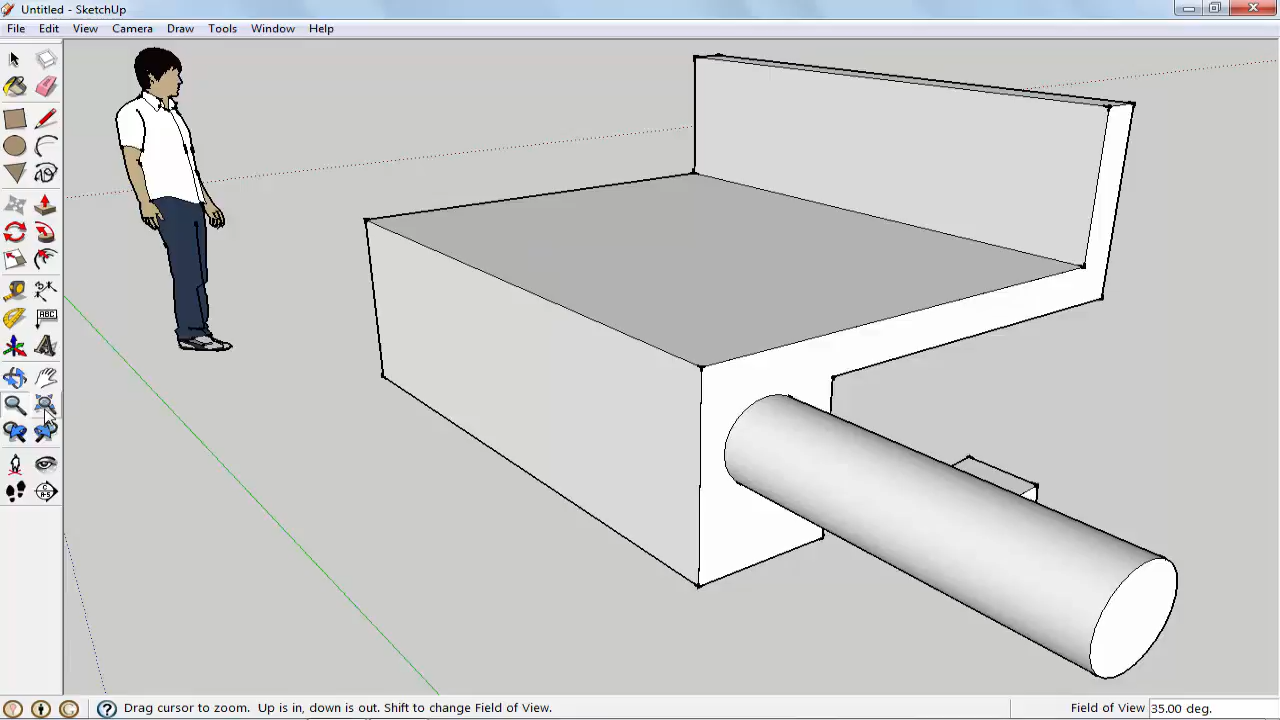 Untitled - SketchUp
File Edit View Camera Draw Tools Window Help
ABC
Drag cursor to zoom. Up is in, down is out. Shift to change Field of View.
Field of View 35.00 deg.